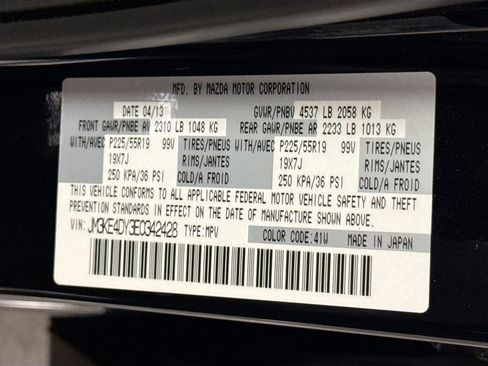 MFD. BY MAZDA MOTOR CORPORATION
DATE 04/13 GVWR/PNBV 4537 LB 2058 KG
FRONT GAWR/PNBE AV 2310 LB 1048 KG REAR GAWR/PNBE AR 2233 LB 1013 KG
WITH/AVEC P225/55R19 99V TIRES/PNEUS WITH/AVEC P225/55R19 99V TIRES/PNEUS
19X7J RIMS/JANTES 19X7J RIMS/JANTES
250 KPA/36 PSI COLD/A FROID 250 KPA/36 PSI COLD/A FROID
THIS VEHICLE CONFORMS TO ALL APPLICABLE FEDERAL MOTOR VEHICLE SAFETY AND THEFT
PREVENTION STANDARDS IN EFFECT ON THE DATE OF MANUFACTURE SHOWN ABOVE.
VIN: JM3KE4DY3E0342428 TYPE: MPV COLOR CODE: 41W MADE IN JAPAN